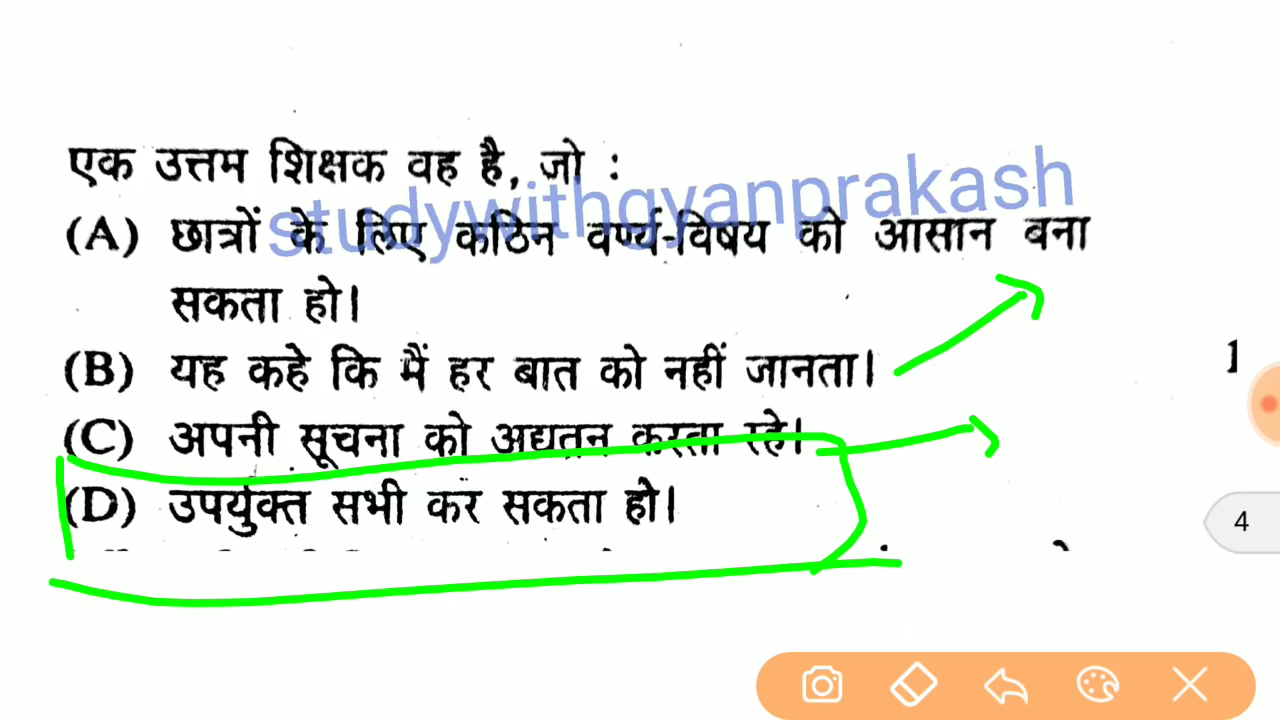 एक उत्तम शिक्षक वह है, जो :
studywithgyanprakash
(A) छात्रों के लिए कठिन वर्ण्य-विषय को आसान बना
सकता हो।
(B) यह कहे कि मैं हर बात को नहीं जानता।
1
(C) अपनी सूचना को अद्यतन करता रहे।
(D) उपर्युक्त सभी कर सकता हो।
4